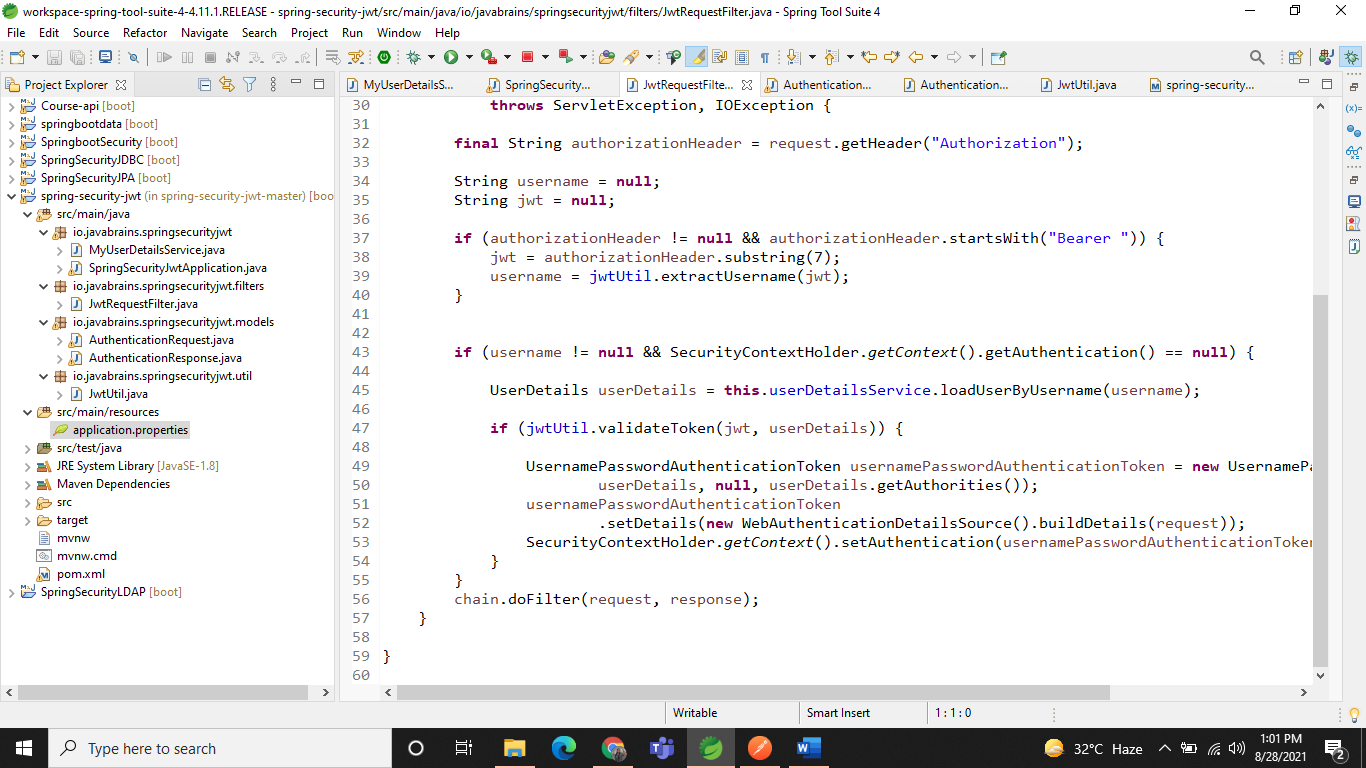 workspace-spring-tool-suite-4-4.11.1.RELEASE - spring-security-jwt/src/main/java/io/javabrains/springsecurityjwt/filters/JwtRequestFilter.java - Spring Tool Suite 4
File Edit Source Refactor Navigate Search Project Run Window Help
Project Explorer
Course-api [boot]
springbootdata [boot]
SpringbootSecurity [boot]
SpringSecurityJDBC [boot]
SpringSecurityJPA [boot]
spring-security-jwt (in spring-security-jwt-master) [boo
src/main/java
io.javabrains.springsecurityjwt
MyUserDetailsService.java
SpringSecurityJwtApplication.java
io.javabrains.springsecurityjwt.filters
JwtRequestFilter.java
io.javabrains.springsecurityjwt.models
AuthenticationRequest.java
AuthenticationResponse.java
io.javabrains.springsecurityjwt.util
JwtUtil.java
src/main/resources
application.properties
src/test/java
JRE System Library [JavaSE-1.8]
Maven Dependencies
src
target
mvnw
mvnw.cmd
pom.xml
SpringSecurityLDAP [boot]
MyUserDetailsS... SpringSecurity... JwtRequestFilte... Authentication... Authentication... JwtUtil.java spring-security...
30 throws ServletException, IOException {
31
32 final String authorizationHeader = request.getHeader("Authorization");
33
34 String username = null;
35 String jwt = null;
36
37 if (authorizationHeader != null && authorizationHeader.startsWith("Bearer ")) {
38 jwt = authorizationHeader.substring(7);
39 username = jwtUtil.extractUsername(jwt);
40 }
41
42
43 if (username != null && SecurityContextHolder.getContext().getAuthentication() == null) {
44
45 UserDetails userDetails = this.userDetailsService.loadUserByUsername(username);
46
47 if (jwtUtil.validateToken(jwt, userDetails)) {
48
49 UsernamePasswordAuthenticationToken usernamePasswordAuthenticationToken = new UsernamePa
50 userDetails, null, userDetails.getAuthorities());
51 usernamePasswordAuthenticationToken
52 .setDetails(new WebAuthenticationDetailsSource().buildDetails(request));
53 SecurityContextHolder.getContext().setAuthentication(usernamePasswordAuthenticationToken
54 }
55 }
56 chain.doFilter(request, response);
57 }
58
59 }
60
Writable Smart Insert 1 : 1 : 0
Type here to search
32°C Haze
1:01 PM
8/28/2021
2